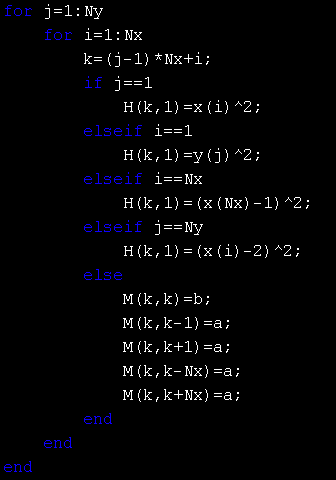 for j=1:Ny
    for i=1:Nx
        k=(j-1)*Nx+i;
        if j==1
            H(k,1)=x(i)^2;
        elseif i==1
            H(k,1)=y(j)^2;
        elseif i==Nx
            H(k,1)=(x(Nx)-1)^2;
        elseif j==Ny
            H(k,1)=(x(i)-2)^2;
        else
            M(k,k)=b;
            M(k,k-1)=a;
            M(k,k+1)=a;
            M(k,k-Nx)=a;
            M(k,k+Nx)=a;
        end
    end
end